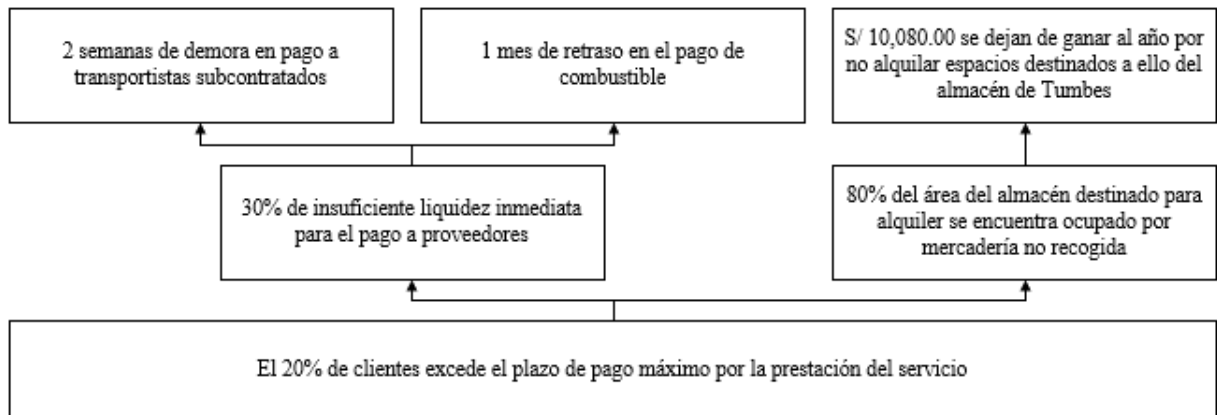 2 semanas de demora en pago a
transportistas subcontratados
1 mes de retraso en el pago de
combustible
S/ 10,080.00 se dejan de ganar al año por
no alquilar espacios destinados a ello del
almacén de Tumbes
30% de insuficiente liquidez inmediata
para el pago a proveedores
80% del área del almacén destinado para
alquiler se encuentra ocupado por
mercadería no recogida
El 20% de clientes excede el plazo de pago máximo por la prestación del servicio